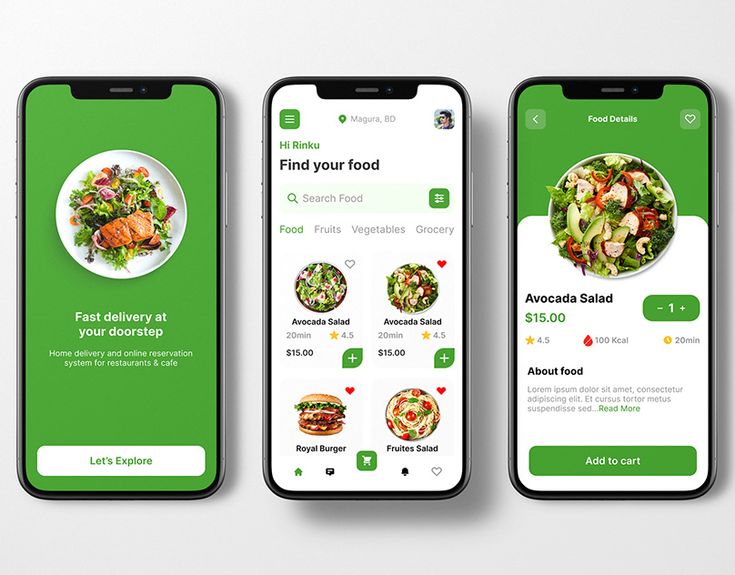 Fast delivery at
your doorstep
Home delivery and online reservation
system for restaurants & cafe
Let's Explore
Magura, BD
Hi Rinku
Find your food
Search Food
Food Fruits Vegetables Grocery
Avocada Salad
20min 4.5
$15.00
Avocada Salad
20min 4.5
$15.00
Royal Burger
Fruites Salad
Food Details
Avocada Salad
- 1 +
$15.00
4.5 100 Kcal 20min
About food
Lorem ipsum dolor sit amet, consectetur
adipiscing elit. Et cursus tortor metus
suspendisse sed...Read More
Add to cart